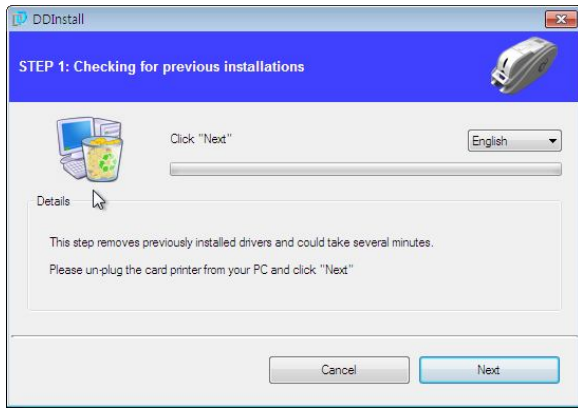 DDInstall
STEP 1: Checking for previous installations
Click "Next"
English
Details
This step removes previously installed drivers and could take several minutes.
Please un-plug the card printer from your PC and click "Next"
Cancel
Next